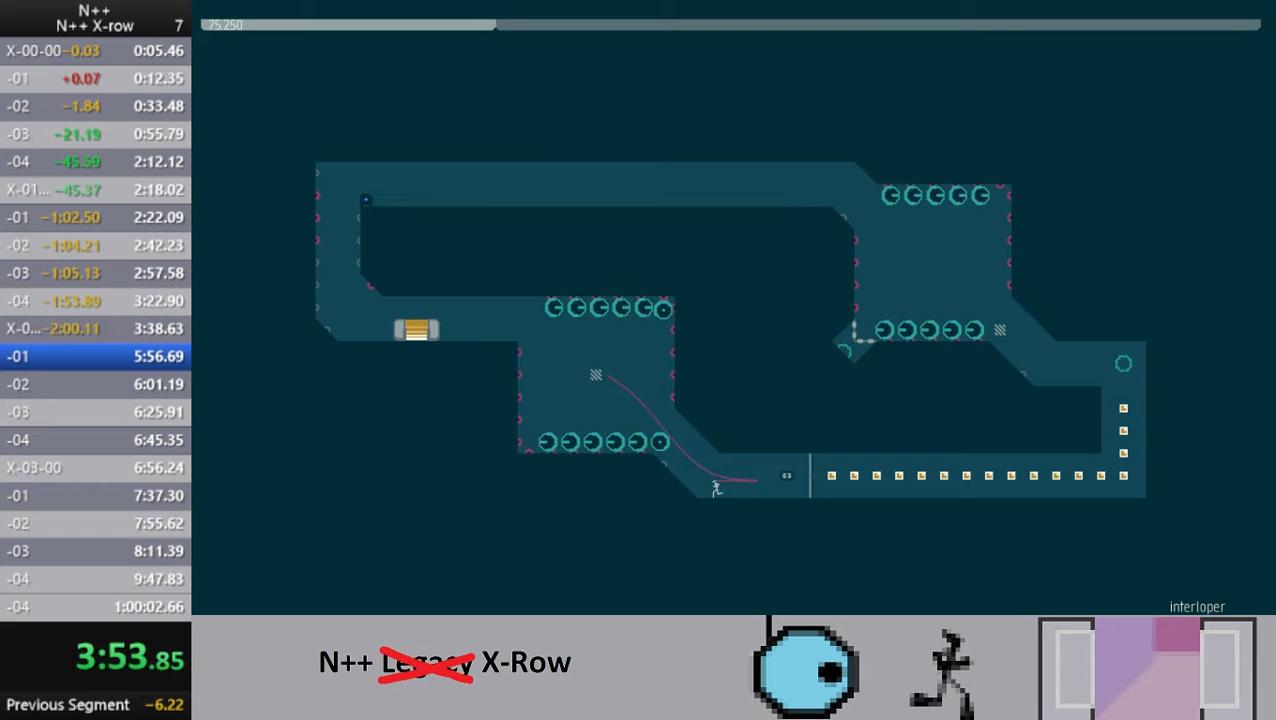 N++
N++ X-row 7
X-00-00 -0.03 0:05.46
-01 +0.07 0:12.35
-02 -1.84 0:33.48
-03 -21.19 0:55.79
-04 -45.59 2:12.12
X-01... -45.37 2:18.02
-01 -1:02.50 2:22.09
-02 -1:04.21 2:42.23
-03 -1:05.13 2:57.58
-04 -1:53.89 3:22.90
X-0... -2:00.11 3:38.63
-01 5:56.69
-02 6:01.19
-03 6:25.91
-04 6:45.35
X-03-00 6:56.24
-01 7:37.30
-02 7:55.62
-03 8:11.39
-04 9:47.83
-04 1:00:02.66
3:53.85
Previous Segment -6.22
75.250
interloper
N++ Legacy X-Row